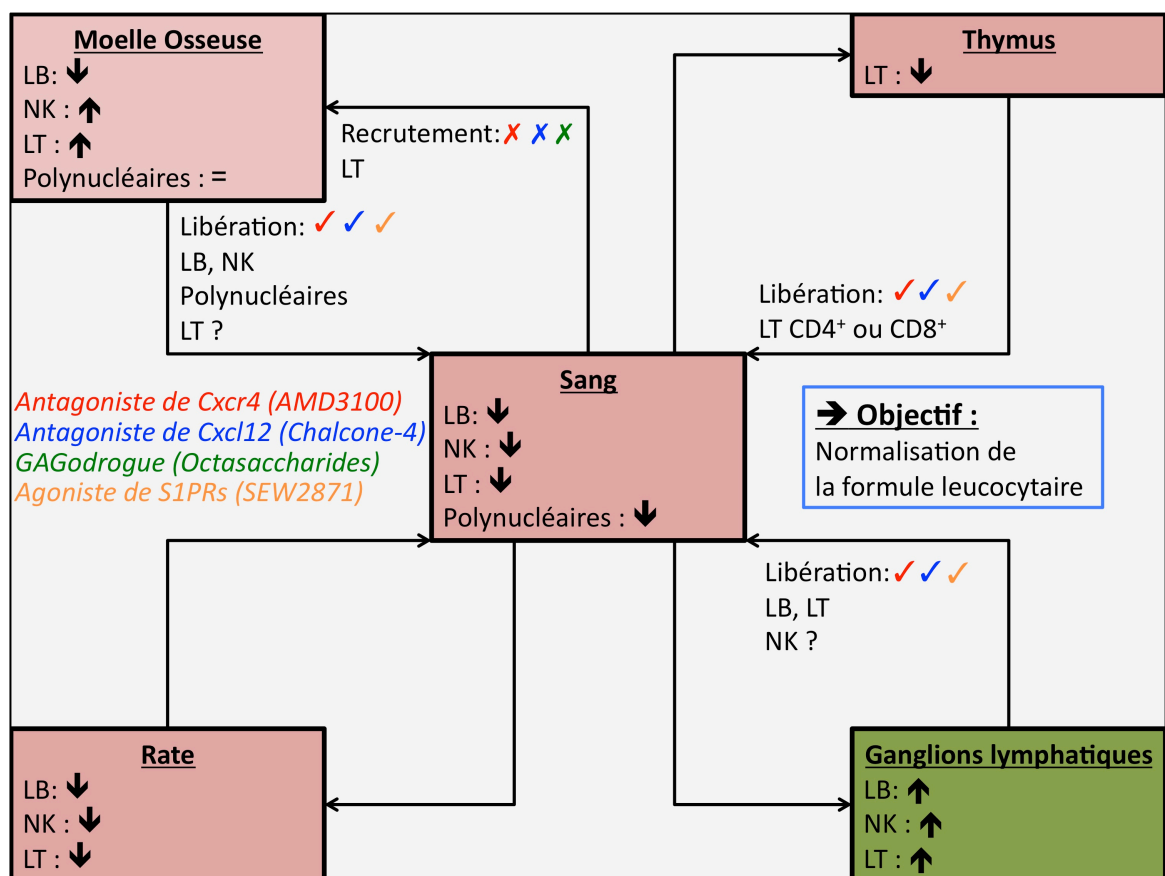 Moelle Osseuse
LB: 🡻
NK : 🡹
LT : 🡹
Polynucléaires : =
Thymus
LT : 🡻
Recrutement: ✗ ✗ ✗
LT
Libération: ✓ ✓ ✓
LB, NK
Polynucléaires
LT ?
Libération: ✓ ✓ ✓
LT CD4⁺ ou CD8⁺
Antagoniste de Cxcr4 (AMD3100)
Antagoniste de Cxcl12 (Chalcone-4)
GAGodrogue (Octasaccharides)
Agoniste de S1PRs (SEW2871)
Sang
LB: 🡻
NK : 🡻
LT : 🡻
Polynucléaires : 🡻
➔ Objectif :
Normalisation de
la formule leucocytaire
Libération: ✓ ✓ ✓
LB, LT
NK ?
Rate
LB: 🡻
NK : 🡻
LT : 🡻
Ganglions lymphatiques
LB: 🡹
NK : 🡹
LT : 🡹